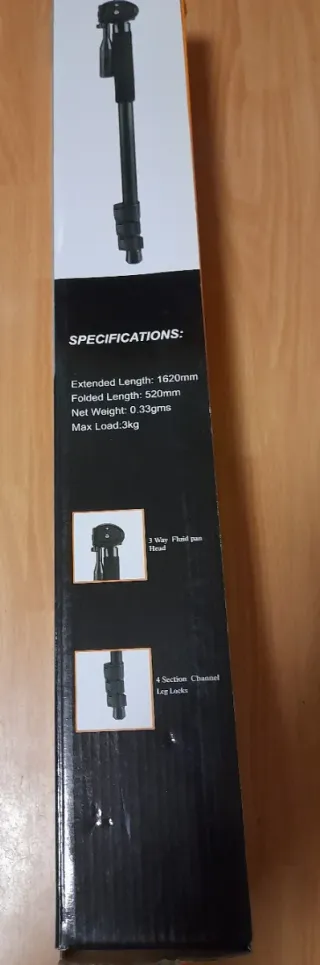 SPECIFICATIONS:
Extended Length: 1620mm
Folded Length: 520mm
Net Weight: 0.33gms
Max Load:3kg
3 Way Fluid pan
Head
4 Section Channel
Leg Locks